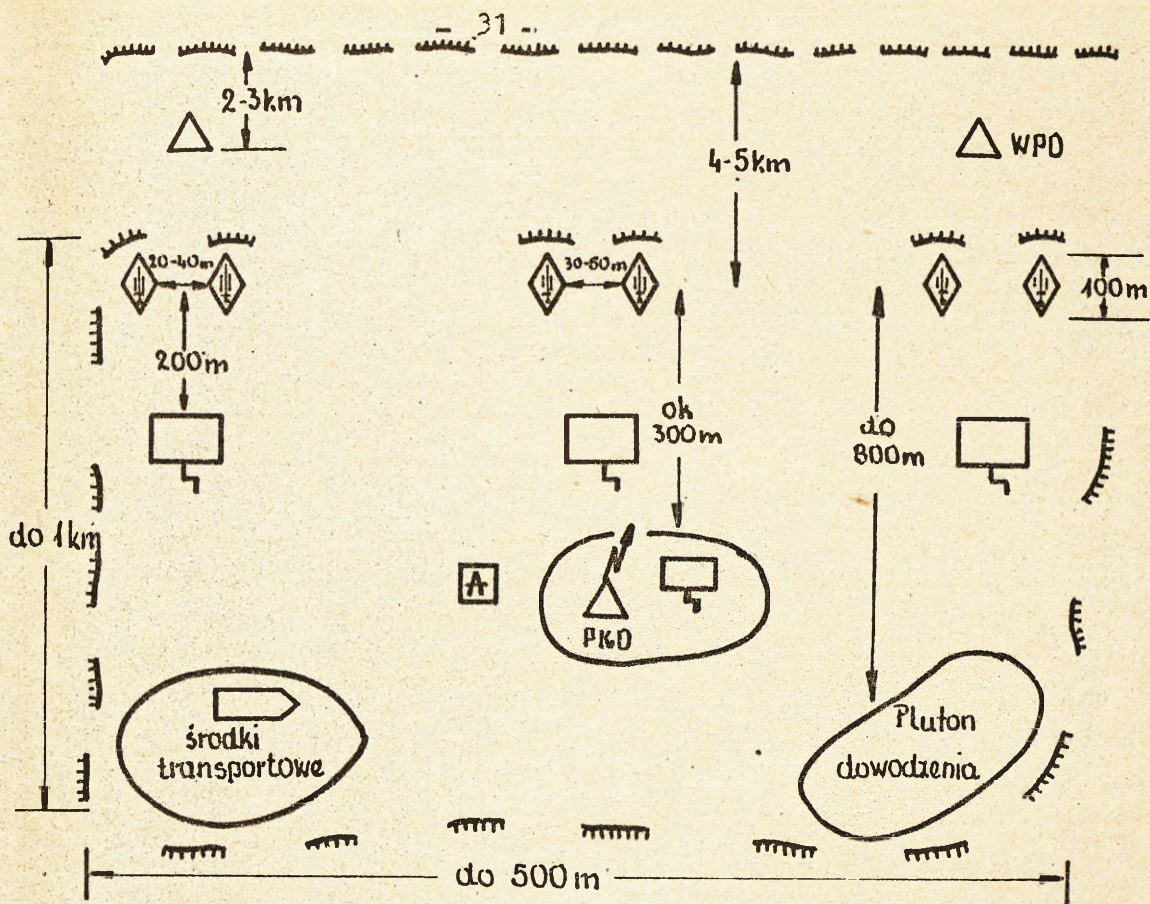 - 31 -
2-3km
4-5km
WPD
20-40m
30-60m
100m
200m
ok
300m
do
800m
do 1km
A
PKD
środki
transportowe
Pluton
dowodzenia
do 500m